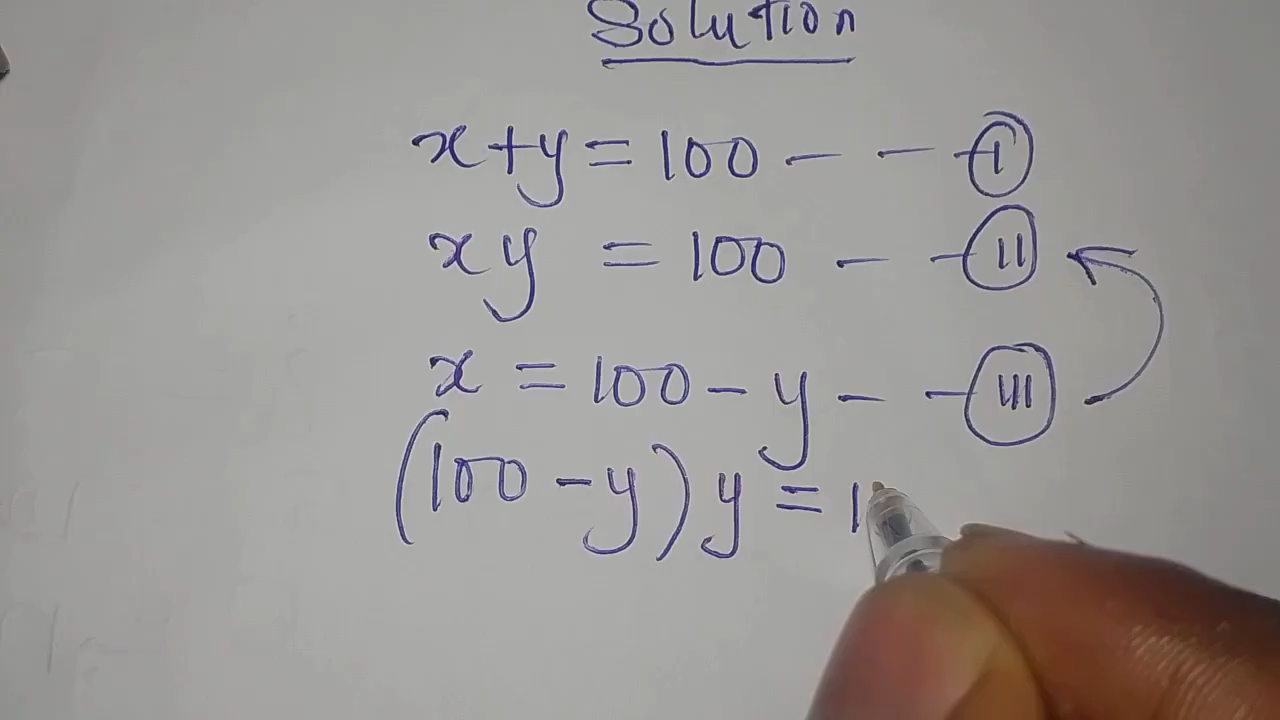 Solution
x+y = 100 - - - I
xy = 100 - - II
x = 100 - y - - III
(100 - y) y = 1